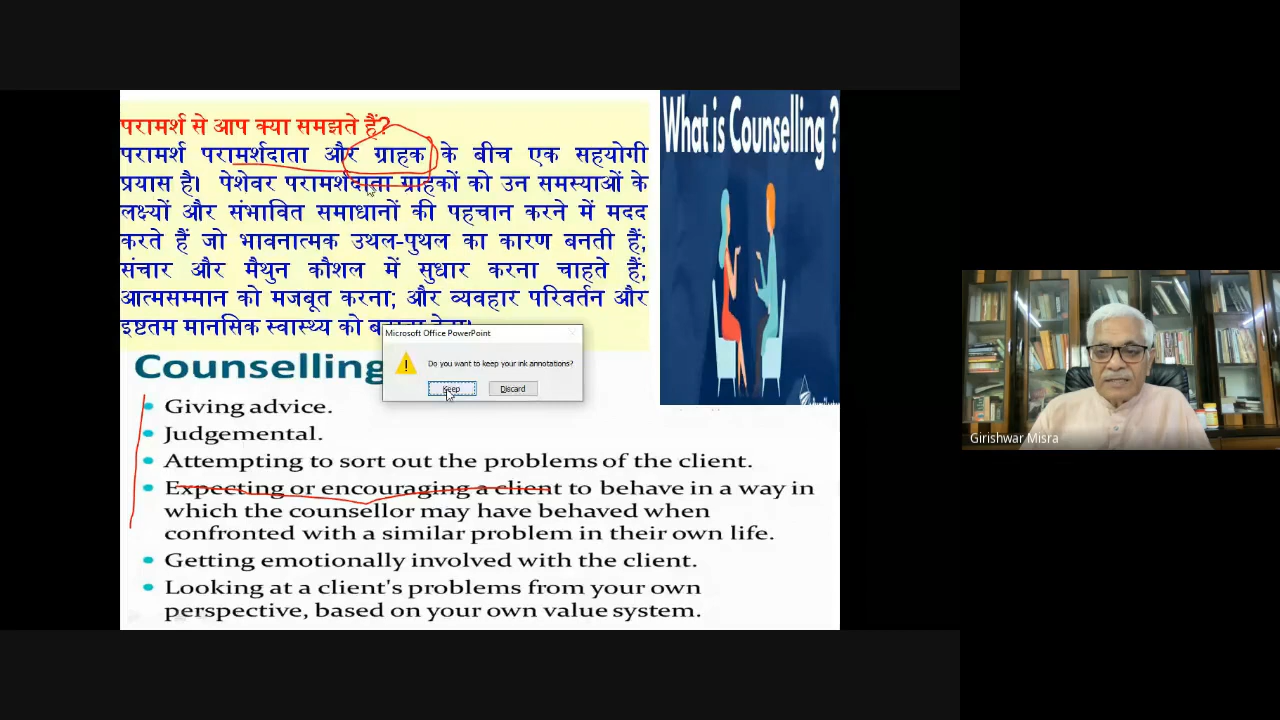 परामर्श से आप क्या समझते हैं?
परामर्श परामर्शदाता और ग्राहक के बीच एक सहयोगी
प्रयास है। पेशेवर परामर्शदाता ग्राहकों को उन समस्याओं के
लक्ष्यों और संभावित समाधानों की पहचान करने में मदद
करते हैं जो भावनात्मक उथल-पुथल का कारण बनती हैं;
संचार और मैथुन कौशल में सुधार करना चाहते हैं;
आत्मसम्मान को मजबूत करना; और व्यवहार परिवर्तन और
इष्टतम मानसिक स्वास्थ्य को
What is Counselling ?
Microsoft Office PowerPoint
Do you want to keep your ink annotations?
Keep
Discard
Counselling
• Giving advice.
• Judgemental.
• Attempting to sort out the problems of the client.
• Expecting or encouraging a client to behave in a way in
which the counsellor may have behaved when
confronted with a similar problem in their own life.
• Getting emotionally involved with the client.
• Looking at a client's problems from your own
perspective, based on your own value system.
Girishwar Misra